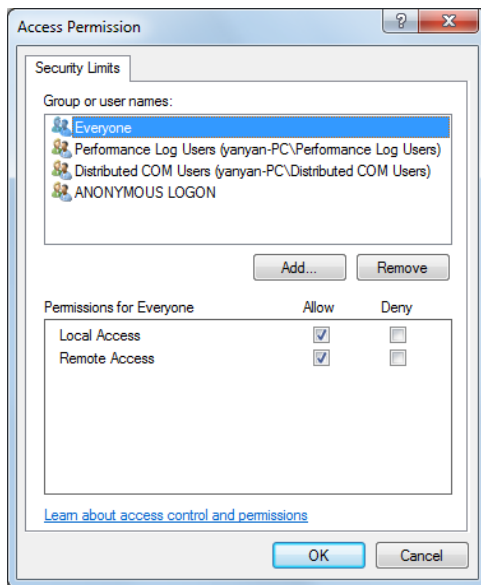 Access Permission
?
X
Security Limits
Group or user names:
Everyone
Performance Log Users (yanyan-PC\Performance Log Users)
Distributed COM Users (yanyan-PC\Distributed COM Users)
ANONYMOUS LOGON
Add... Remove
Permissions for Everyone Allow Deny
Local Access
Remote Access
Learn about access control and permissions
OK Cancel